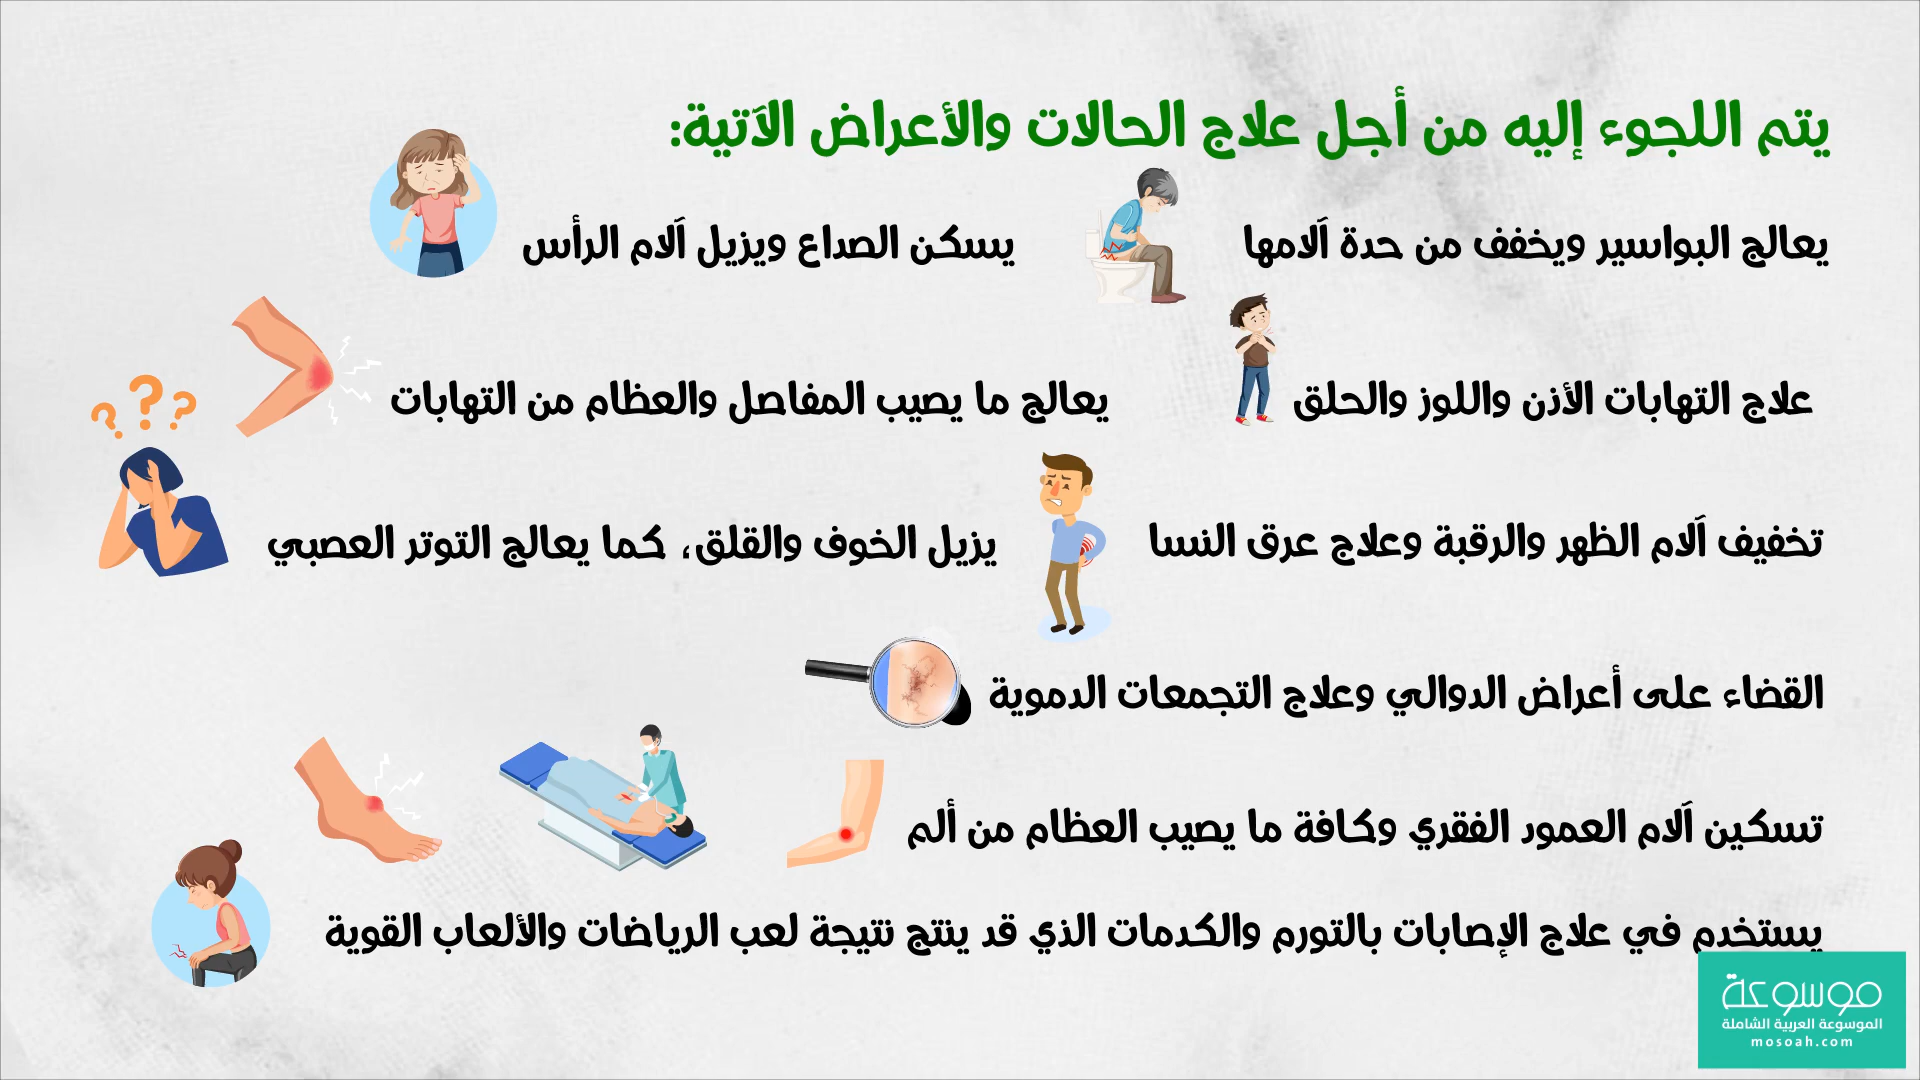 يتم اللجوء إليه من أجل علاج الحالات والأعراض الآتية:
يعالج البواسير ويخفف من حدة آلامها
يسكن الصداع ويزيل آلام الرأس
علاج التهابات الأذن واللوز والحلق
يعالج ما يصيب المفاصل والعظام من التهابات
تخفيف آلام الظهر والرقبة وعلاج عرق النسا
يزيل الخوف والقلق، كما يعالج التوتر العصبي
القضاء على أعراض الدوالي وعلاج التجمعات الدموية
تسكين آلام العمود الفقري وكافة ما يصيب العظام من ألم
يستخدم في علاج الإصابات بالتورم والكدمات الذي قد ينتج نتيجة لعب الرياضات والألعاب القوية
موسوعة
الموسوعة العربية الشاملة
mosoah.com